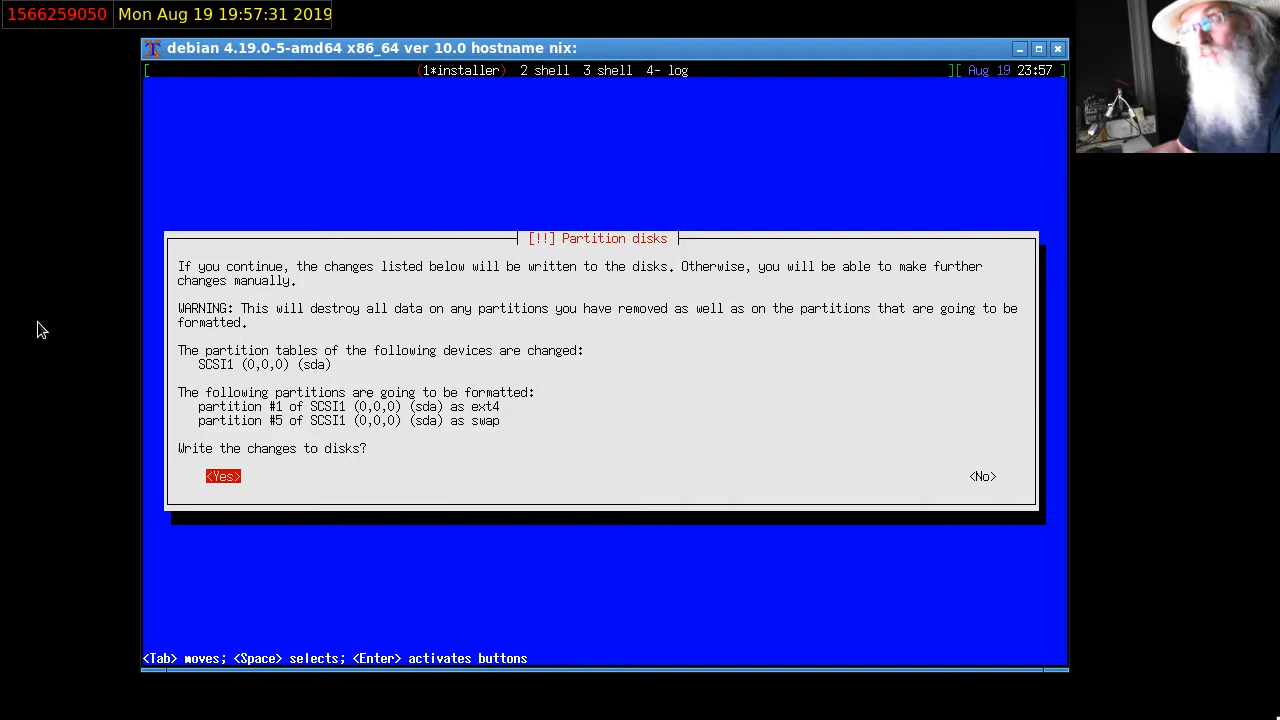 1566259050 Mon Aug 19 19:57:31 2019
debian 4.19.0-5-amd64 x86_64 ver 10.0 hostname nix:
[ (1*installer) 2 shell 3 shell 4- log ][ Aug 19 23:57 ]
[!!] Partition disks
If you continue, the changes listed below will be written to the disks. Otherwise, you will be able to make further
changes manually.
WARNING: This will destroy all data on any partitions you have removed as well as on the partitions that are going to be
formatted.
The partition tables of the following devices are changed:
SCSI1 (0,0,0) (sda)
The following partitions are going to be formatted:
partition #1 of SCSI1 (0,0,0) (sda) as ext4
partition #5 of SCSI1 (0,0,0) (sda) as swap
Write the changes to disks?
<Yes> <No>
<Tab> moves; <Space> selects; <Enter> activates buttons